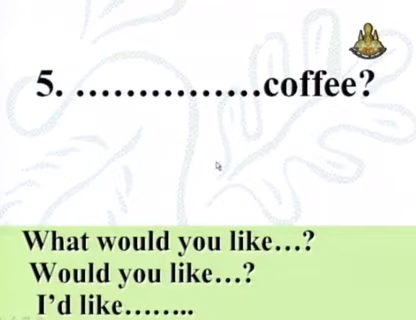 5. ...............coffee?
What would you like...?
Would you like...?
I'd like........